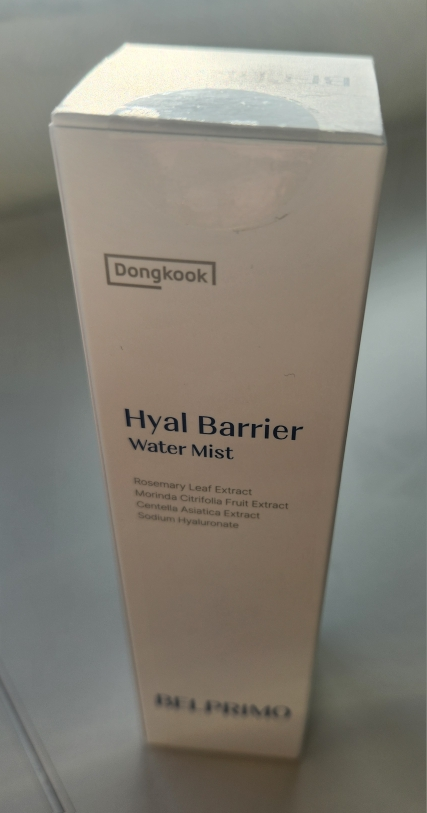 Dongkook
Hyal Barrier
Water Mist
Rosemary Leaf Extract
Morinda Citrifolia Fruit Extract
Centella Asiatica Extract
Sodium Hyaluronate
BELPRIMO